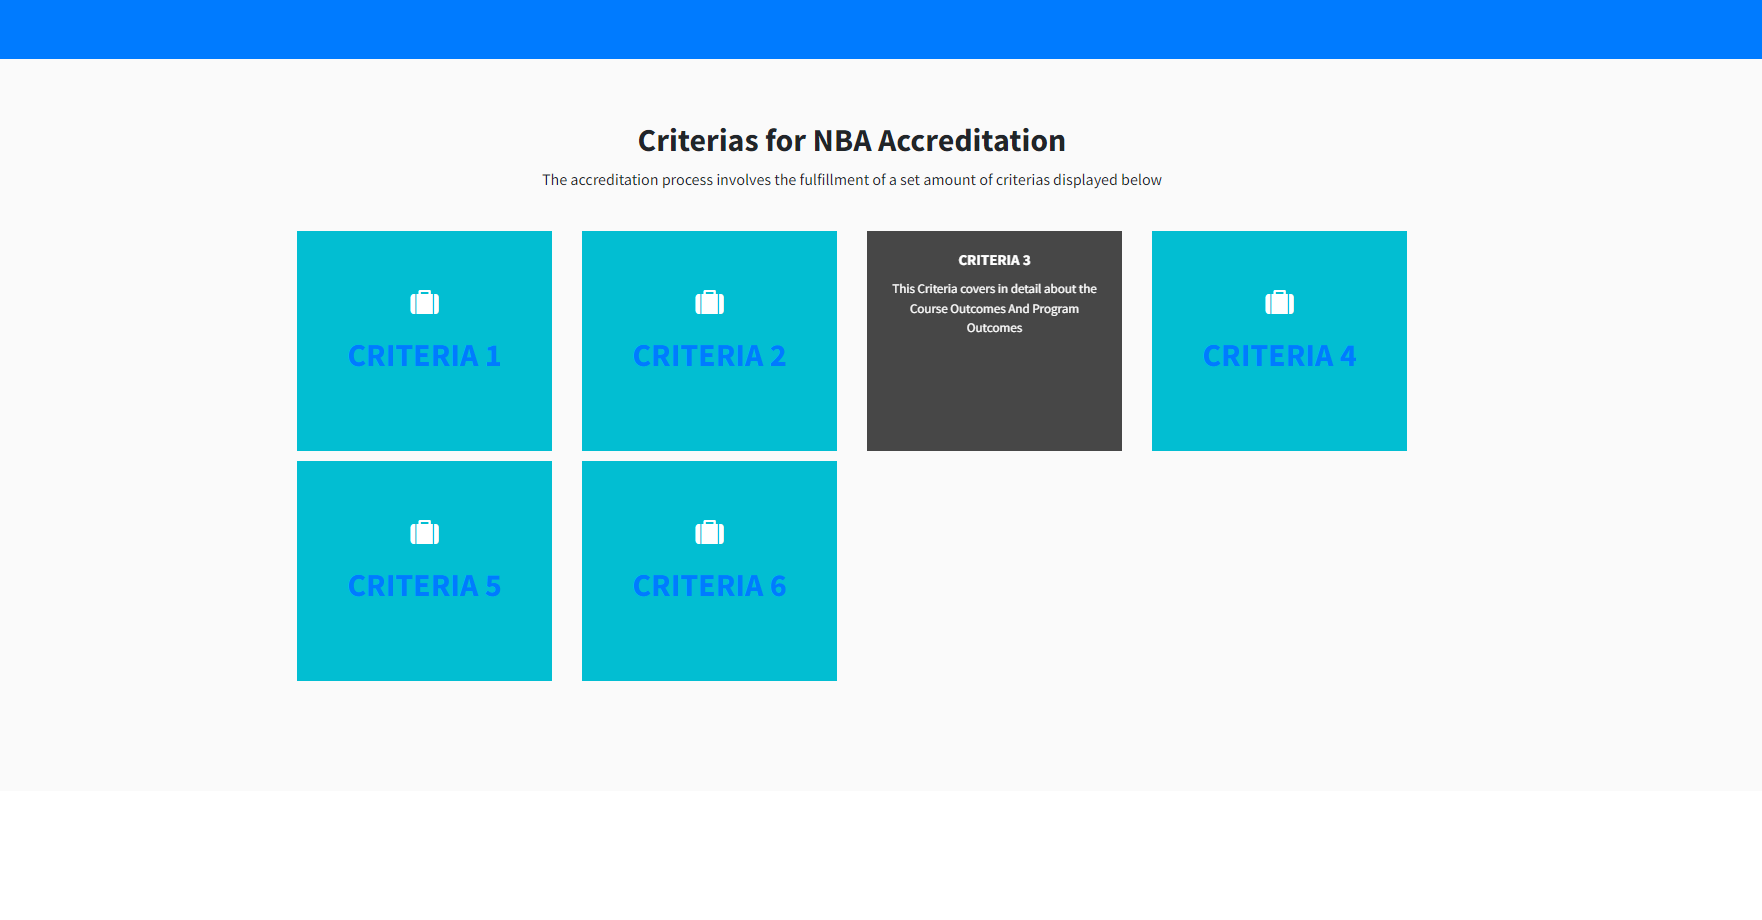 Criterias for NBA Accreditation
The accreditation process involves the fulfillment of a set amount of criterias displayed below
CRITERIA 1
CRITERIA 2
CRITERIA 3
This Criteria covers in detail about the
Course Outcomes And Program
Outcomes
CRITERIA 4
CRITERIA 5
CRITERIA 6